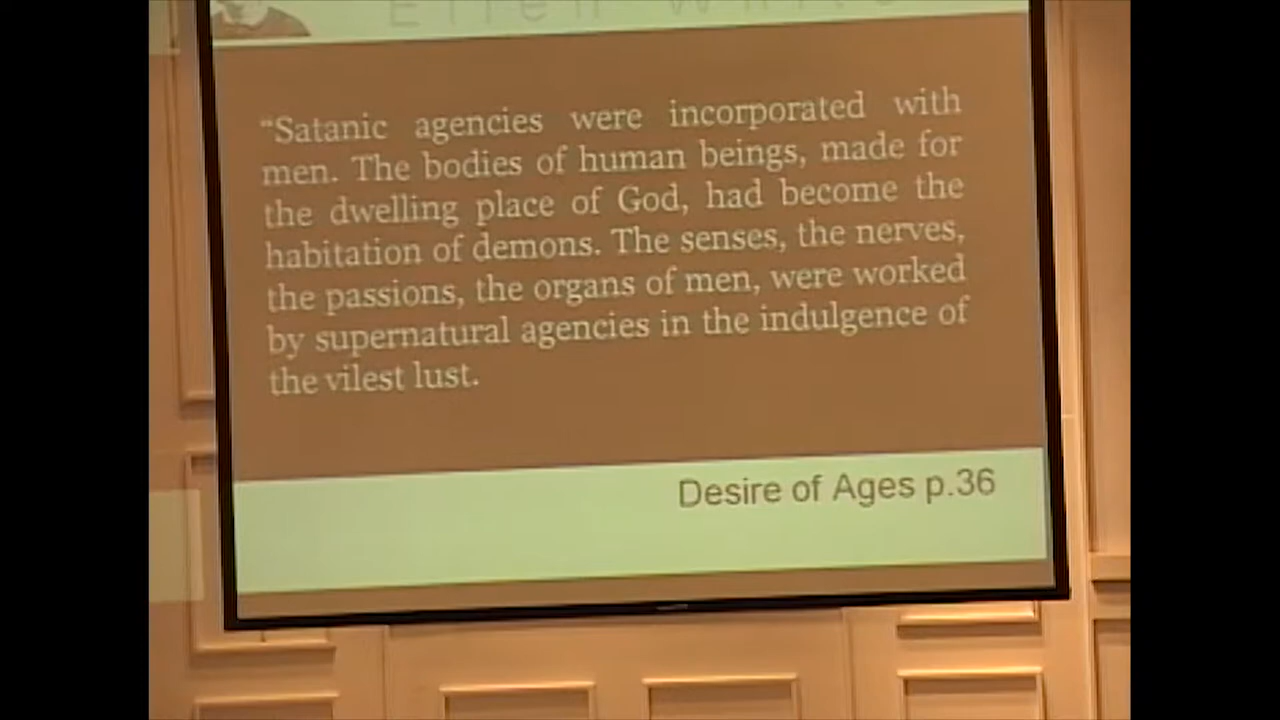 Ellen White
“Satanic agencies were incorporated with
men. The bodies of human beings, made for
the dwelling place of God, had become the
habitation of demons. The senses, the nerves,
the passions, the organs of men, were worked
by supernatural agencies in the indulgence of
the vilest lust.
Desire of Ages p.36